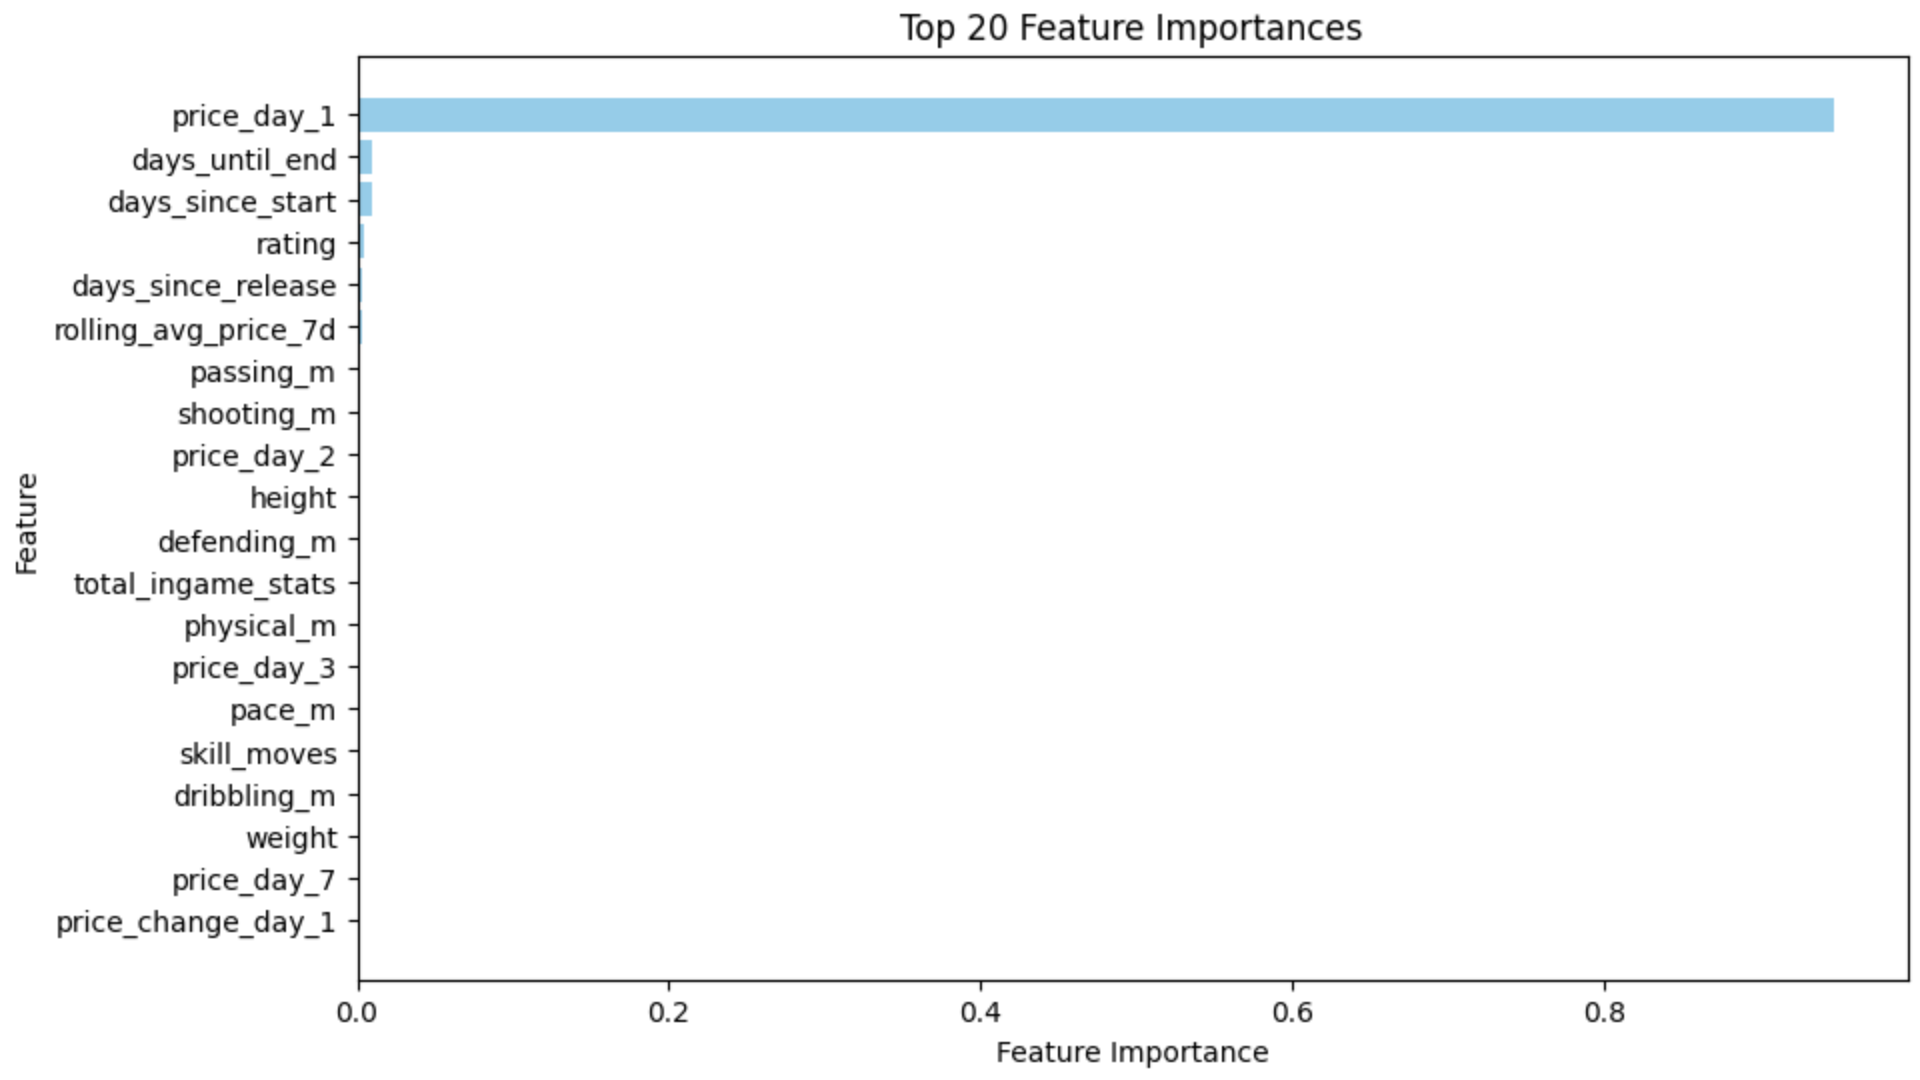 Top 20 Feature Importances
price_day_1
days_until_end
days_since_start
rating
days_since_release
rolling_avg_price_7d
passing_m
shooting_m
price_day_2
height
defending_m
total_ingame_stats
physical_m
price_day_3
pace_m
skill_moves
dribbling_m
weight
price_day_7
price_change_day_1
Feature
0.0 0.2 0.4 0.6 0.8
Feature Importance